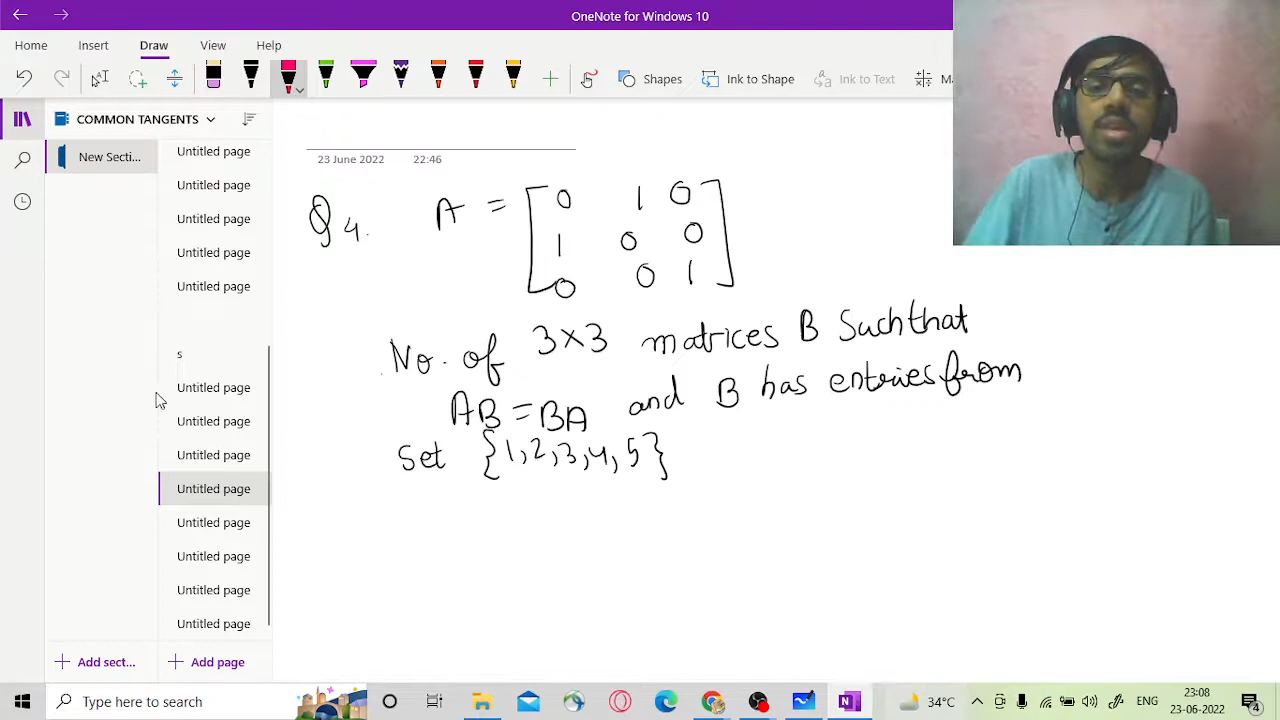 OneNote for Windows 10
Home Insert Draw View Help
Shapes Ink to Shape Ink to Text Ma
COMMON TANGENTS
New Secti...
Untitled page
Untitled page
Untitled page
Untitled page
Untitled page
s
Untitled page
Untitled page
Untitled page
Untitled page
Untitled page
Untitled page
Untitled page
Untitled page
Add sect... Add page
23 June 2022 22:46
Q4. A = [ 0 1 0
1 0 0
0 0 1 ]
No. of 3×3 matrices B Such that
AB = BA and B has entries from
Set {1,2,3,4,5}
Type here to search
34°C
ENG
23:08
23-06-2022
4